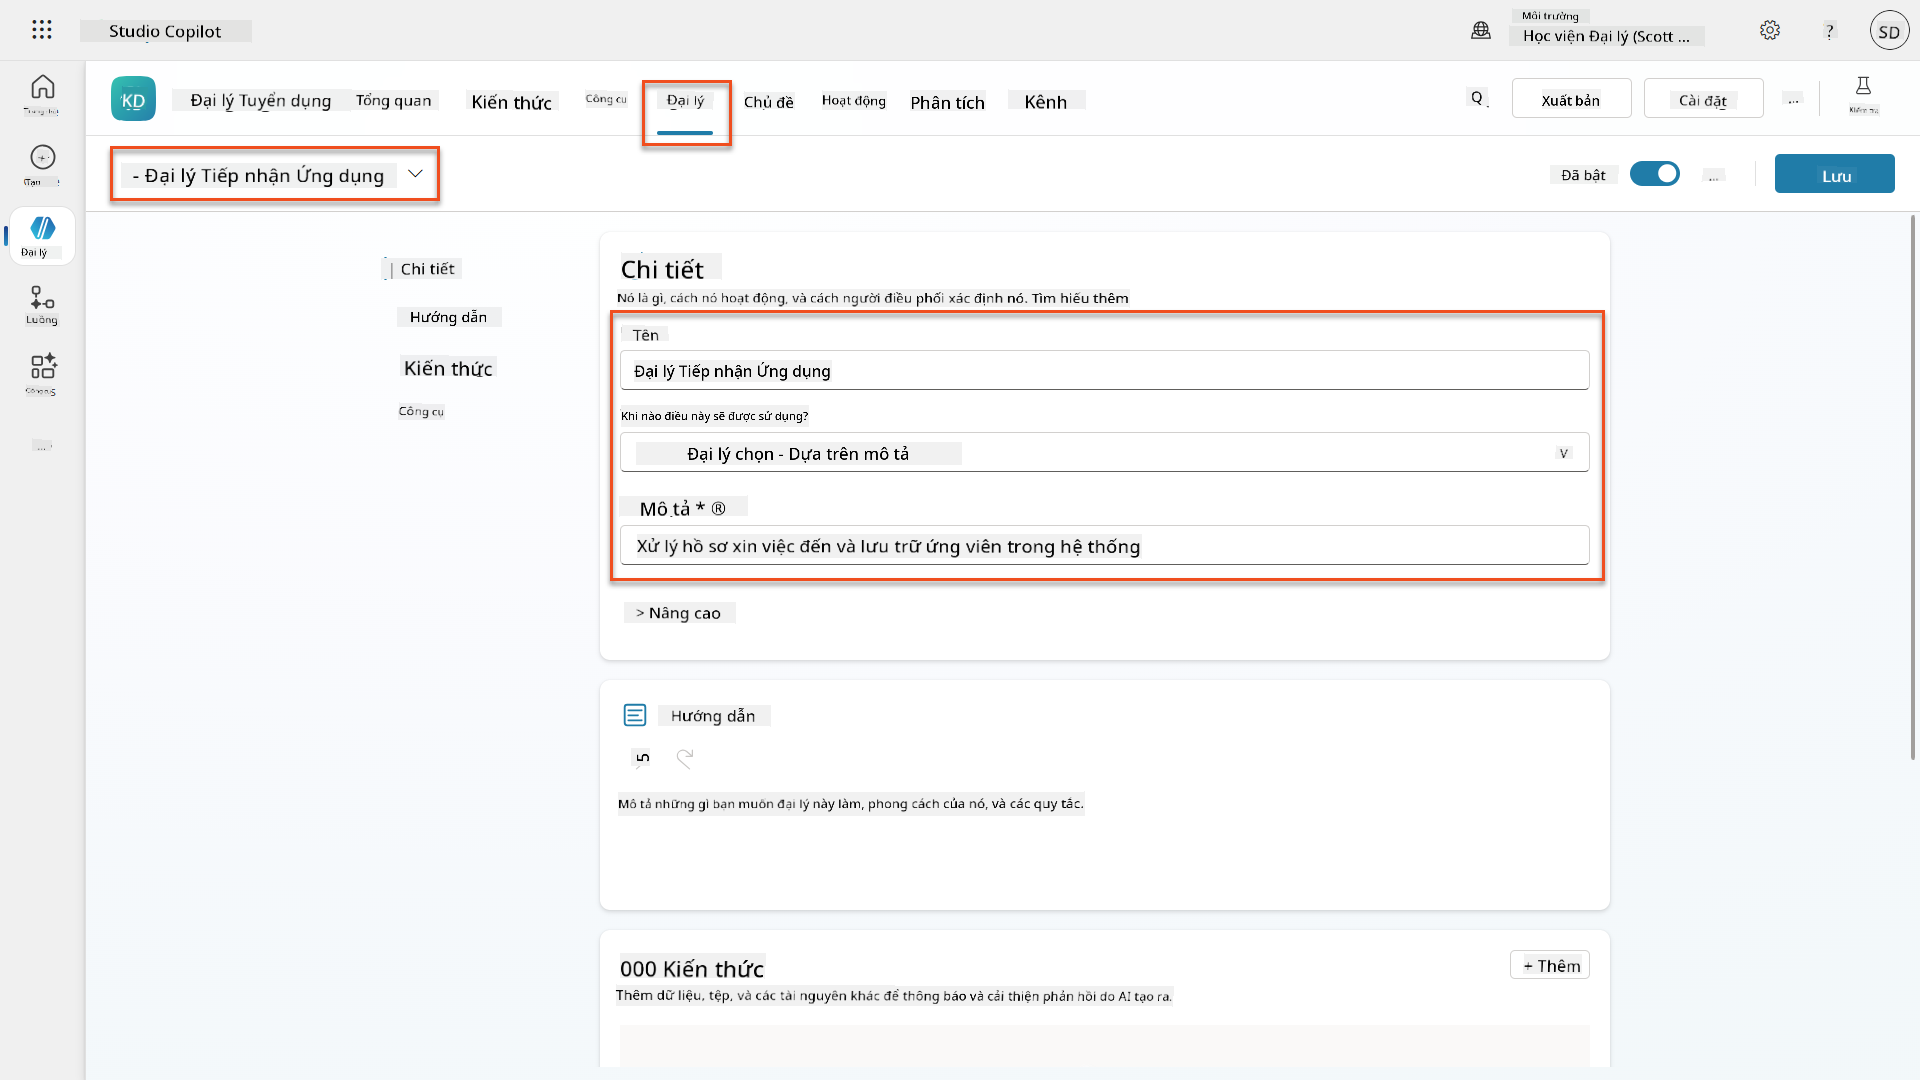 Studio Copilot
Môi trường
Học viện Đại lý (Scott ...
?
SD
KD
Đại lý Tuyển dụng
Tổng quan
Kiến thức
Công cụ
Đại lý
Chủ đề
Hoạt động
Phân tích
Kênh
Q
Xuất bản
Cài đặt
...
- Đại lý Tiếp nhận Ứng dụng
Đã bật
...
Lưu
Đại lý
Luồng
...
| Chi tiết
Hướng dẫn
Kiến thức
Công cụ
Chi tiết
Nó là gì, cách nó hoạt động, và cách người điều phối xác định nó. Tìm hiểu thêm
Tên
Đại lý Tiếp nhận Ứng dụng
Khi nào điều này sẽ được sử dụng?
Đại lý chọn - Dựa trên mô tả
V
Mô tả * ®
Xử lý hồ sơ xin việc đến và lưu trữ ứng viên trong hệ thống
> Nâng cao
Hướng dẫn
Mô tả những gì bạn muốn đại lý này làm, phong cách của nó, và các quy tắc.
000 Kiến thức
+ Thêm
Thêm dữ liệu, tệp, và các tài nguyên khác để thông báo và cải thiện phản hồi do AI tạo ra.